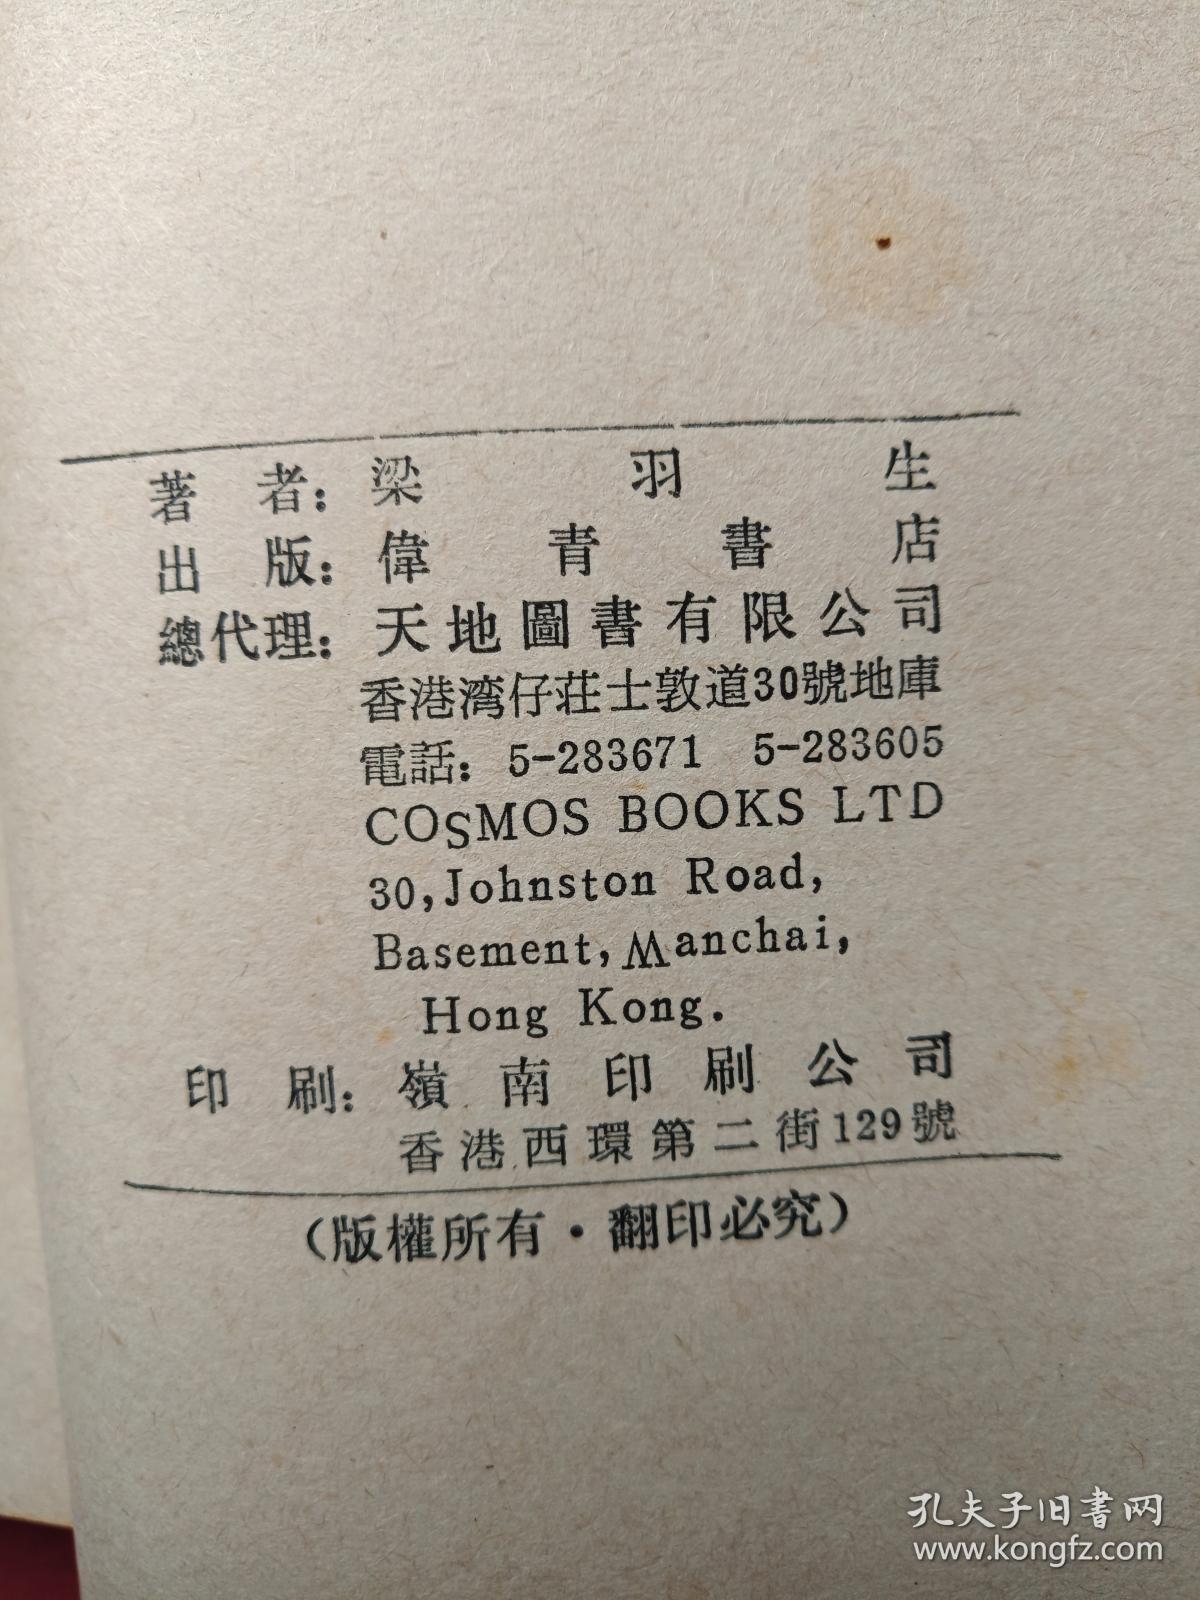 著者：梁羽生
出版：偉青書店
總代理：天地圖書有限公司
香港湾仔荘士敦道30號地庫
電話：5-283671 5-283605
COSMOS BOOKS LTD
30,Johnston Road,
Basement,Wanchai,
Hong Kong.
印刷：嶺南印刷公司
香港西環第二街129號
（版權所有·翻印必究）
孔夫子旧書网
www.kongfz.com